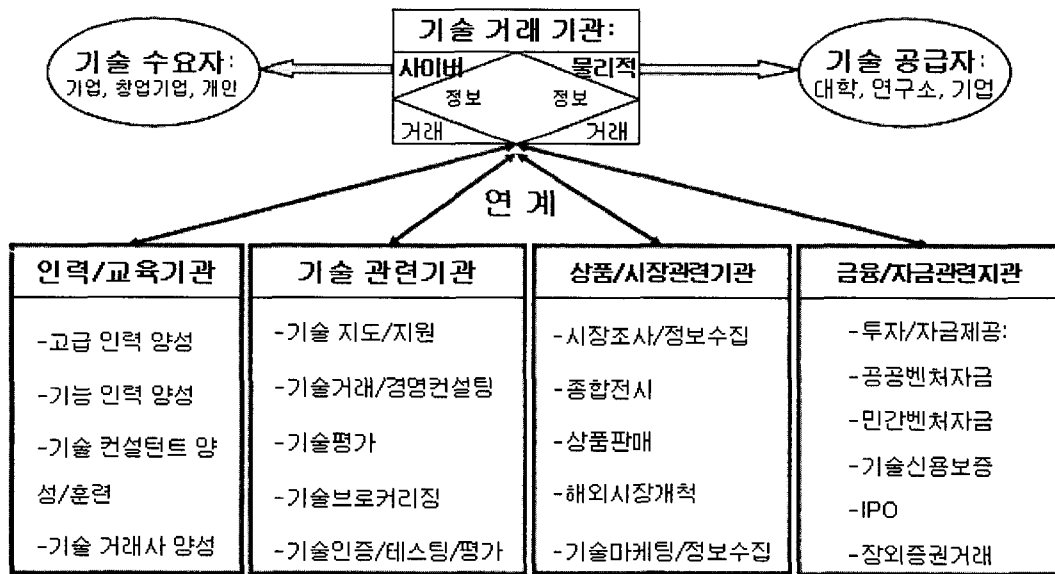 기술 거래 기관:
기술 수요자:
기업, 창업기업, 개인
사이버
물리적
기술 공급자:
대학, 연구소, 기업
정보
정보
거래
거래
연 계
인력/교육기관
-고급 인력 양성
-기능 인력 양성
-기술 컨설턴트 양
성/훈련
-기술 거래사 양성
기술 관련기관
-기술 지도/지원
-기술거래/경영컨설팅
-기술평가
-기술브로커리징
-기술인증/테스팅/평가
상품/시장관련기관
-시장조사/정보수집
-종합전시
-상품판매
-해외시장개척
-기술마케팅/정보수집
금융/자금관련지관
-투자/자금제공:
-공공벤처자금
-민간벤처자금
-기술신용보증
-IPO
-장외증권거래